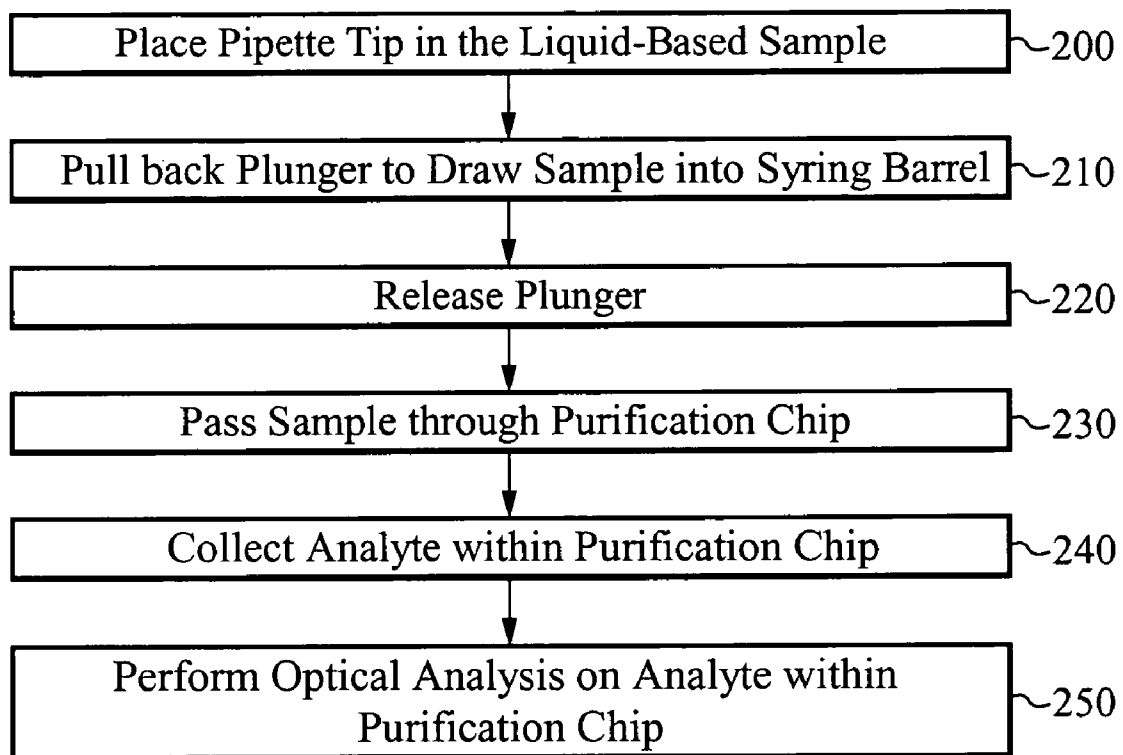 Place Pipette Tip in the Liquid-Based Sample 200
Pull back Plunger to Draw Sample into Syring Barrel 210
Release Plunger 220
Pass Sample through Purification Chip 230
Collect Analyte within Purification Chip 240
Perform Optical Analysis on Analyte within
Purification Chip 250